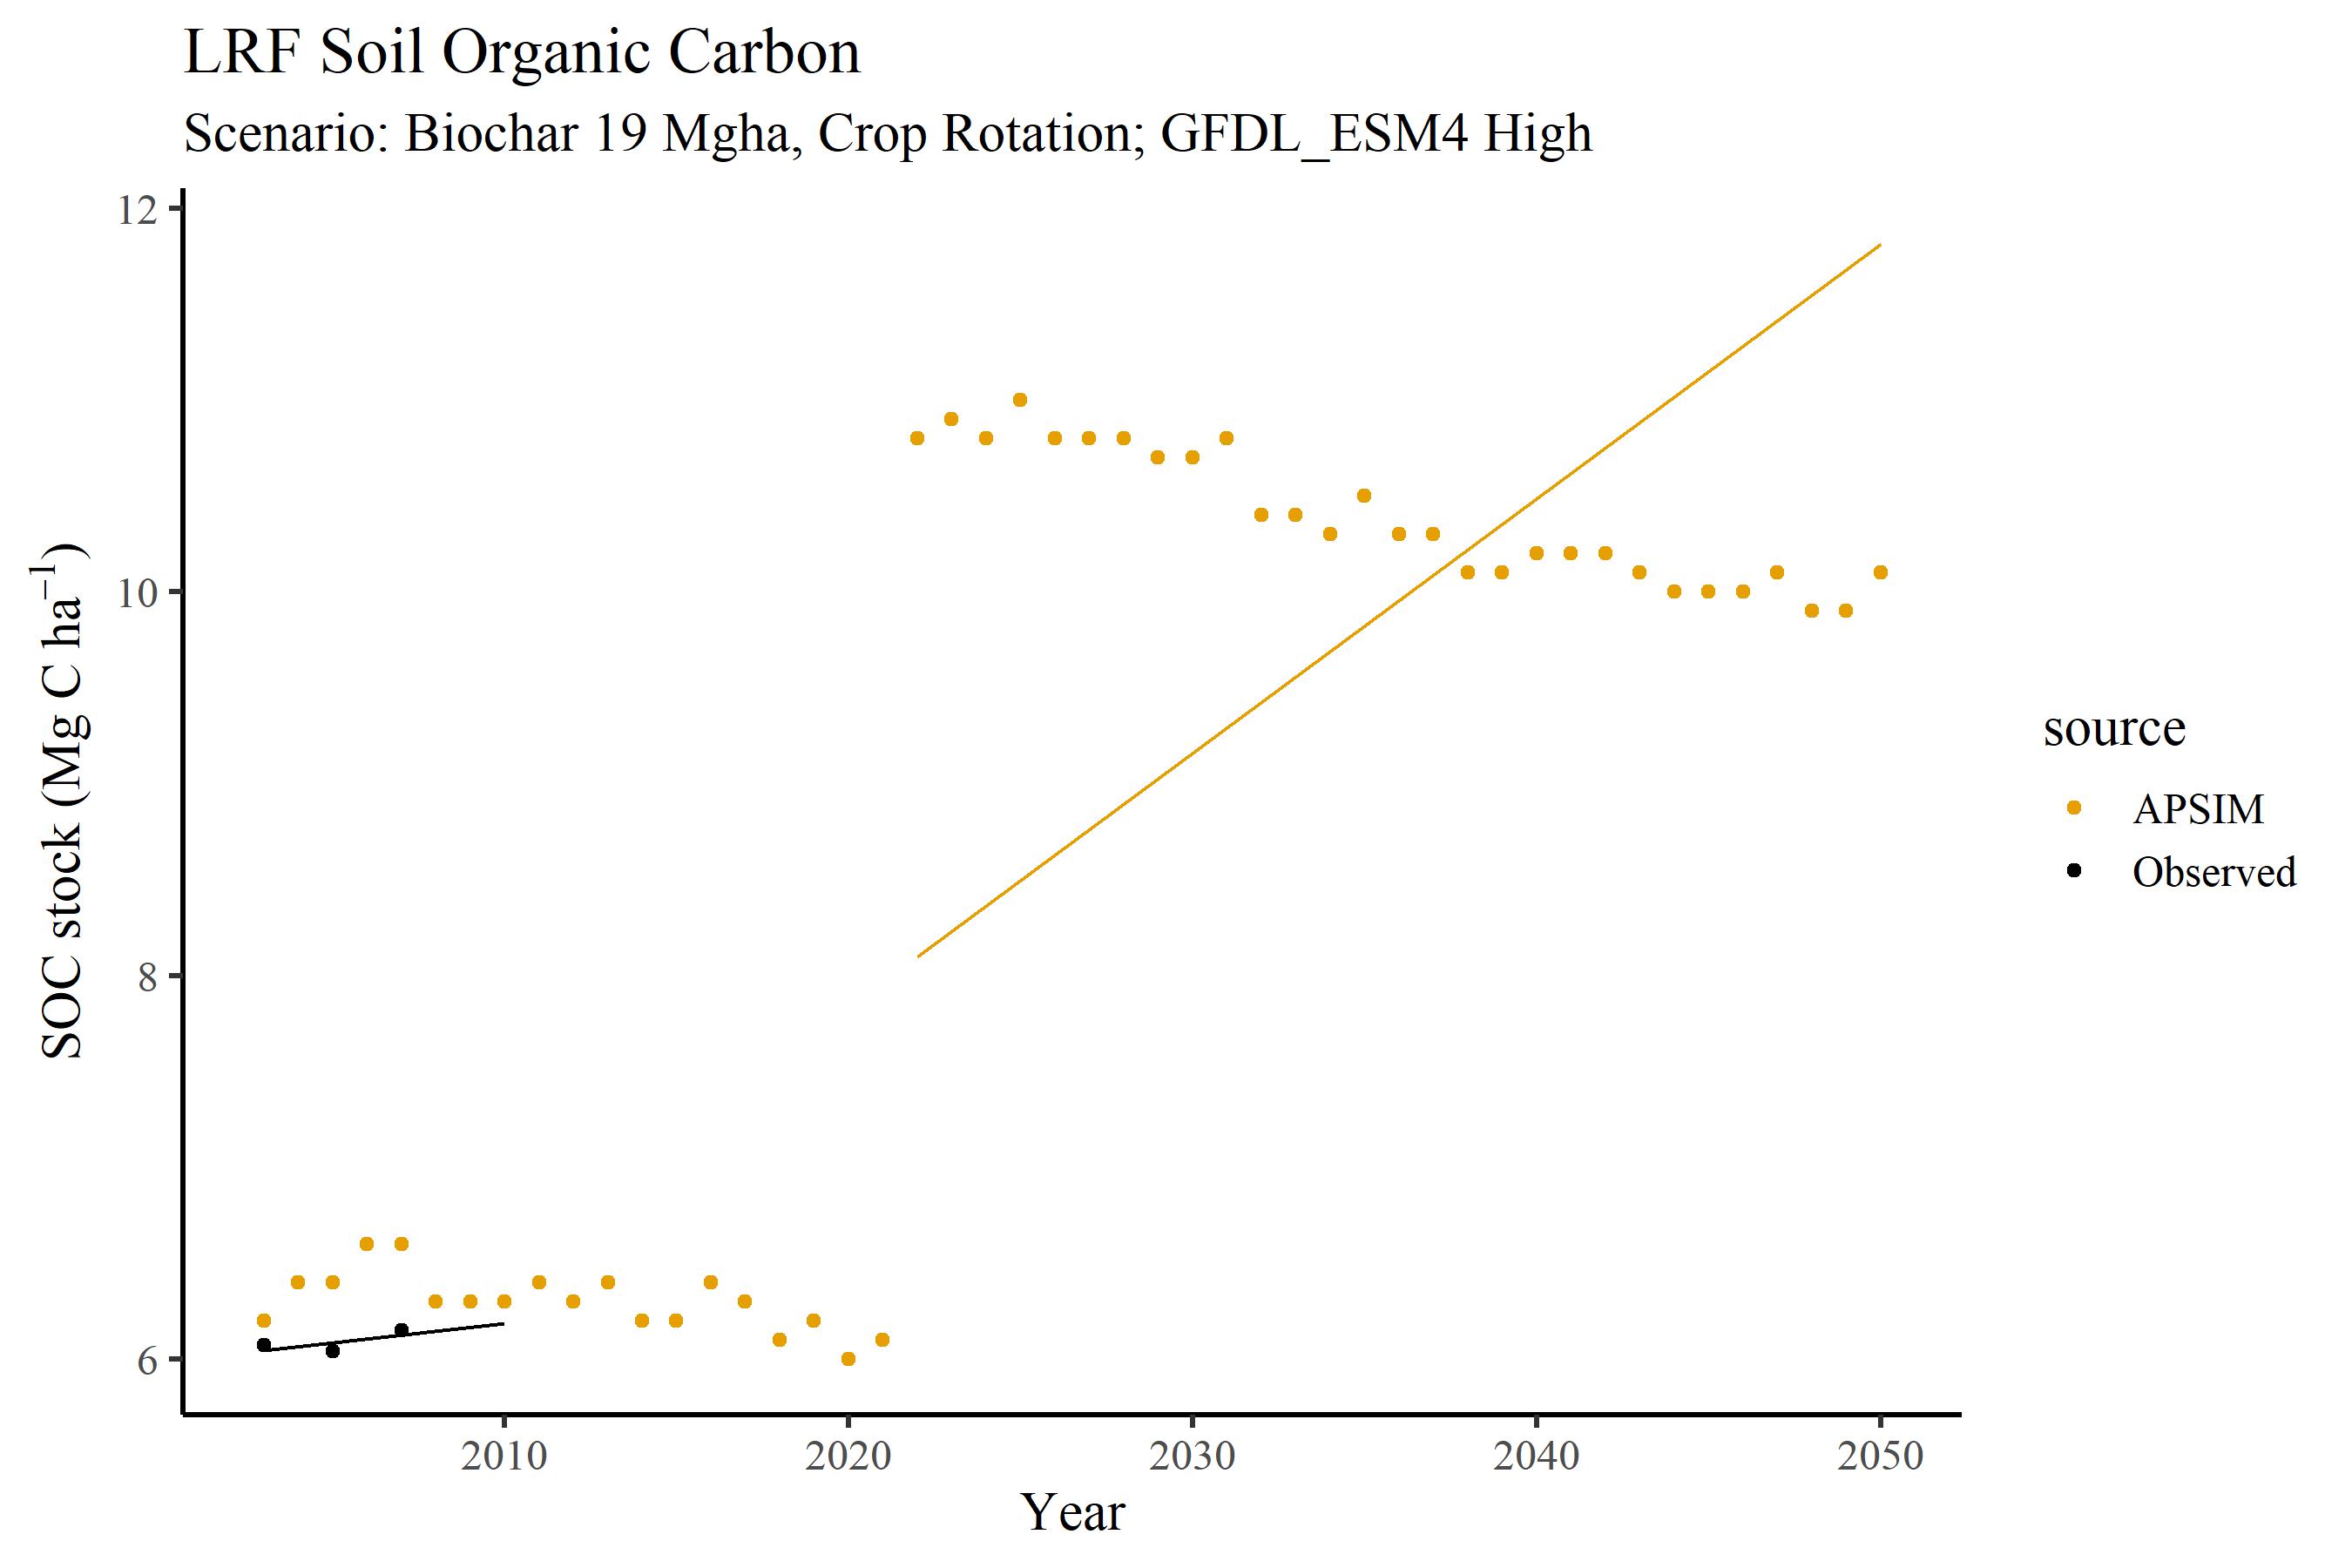 LRF Soil Organic Carbon
Scenario: Biochar 19 Mgha, Crop Rotation; GFDL_ESM4 High
SOC stock (Mg C ha⁻¹)
12
10
8
6
2010 2020 2030 2040 2050
Year
source
APSIM
Observed